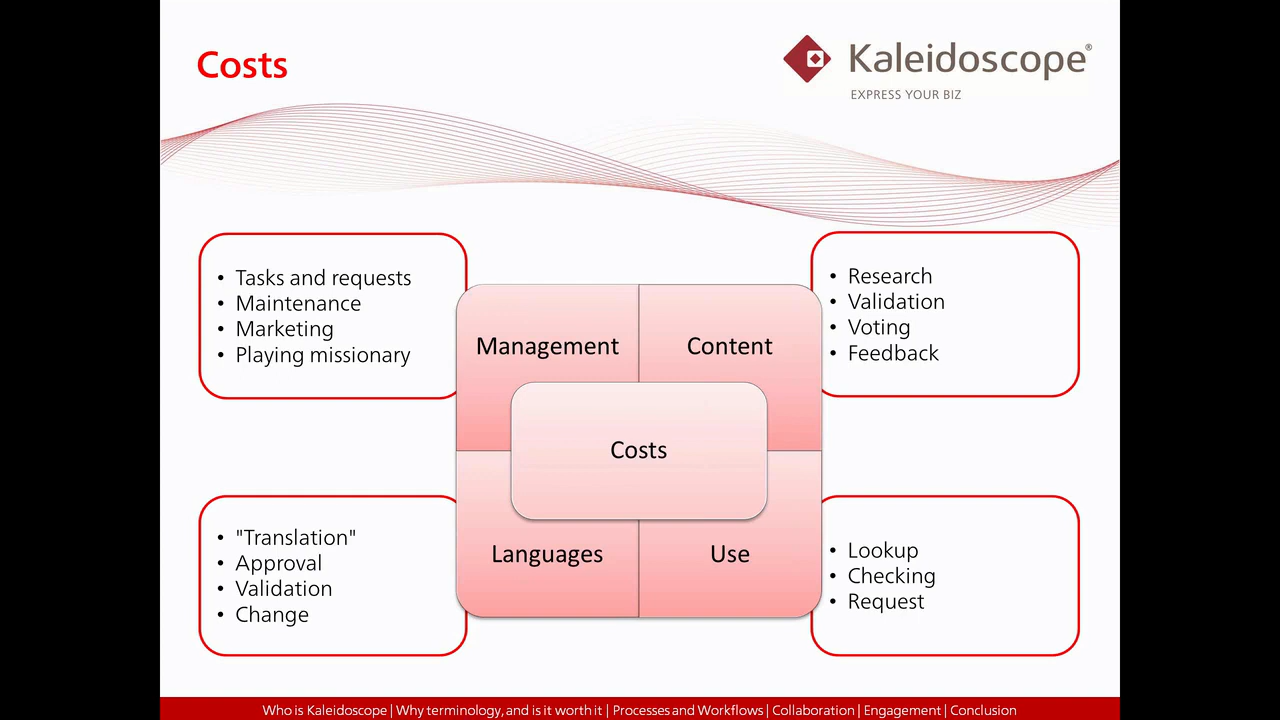 Costs
Kaleidoscope®
EXPRESS YOUR BIZ
• Tasks and requests
• Maintenance
• Marketing
• Playing missionary
Management
Content
• Research
• Validation
• Voting
• Feedback
Costs
• "Translation"
• Approval
• Validation
• Change
Languages
Use
• Lookup
• Checking
• Request
Who is Kaleidoscope | Why terminology, and is it worth it | Processes and Workflows | Collaboration | Engagement | Conclusion